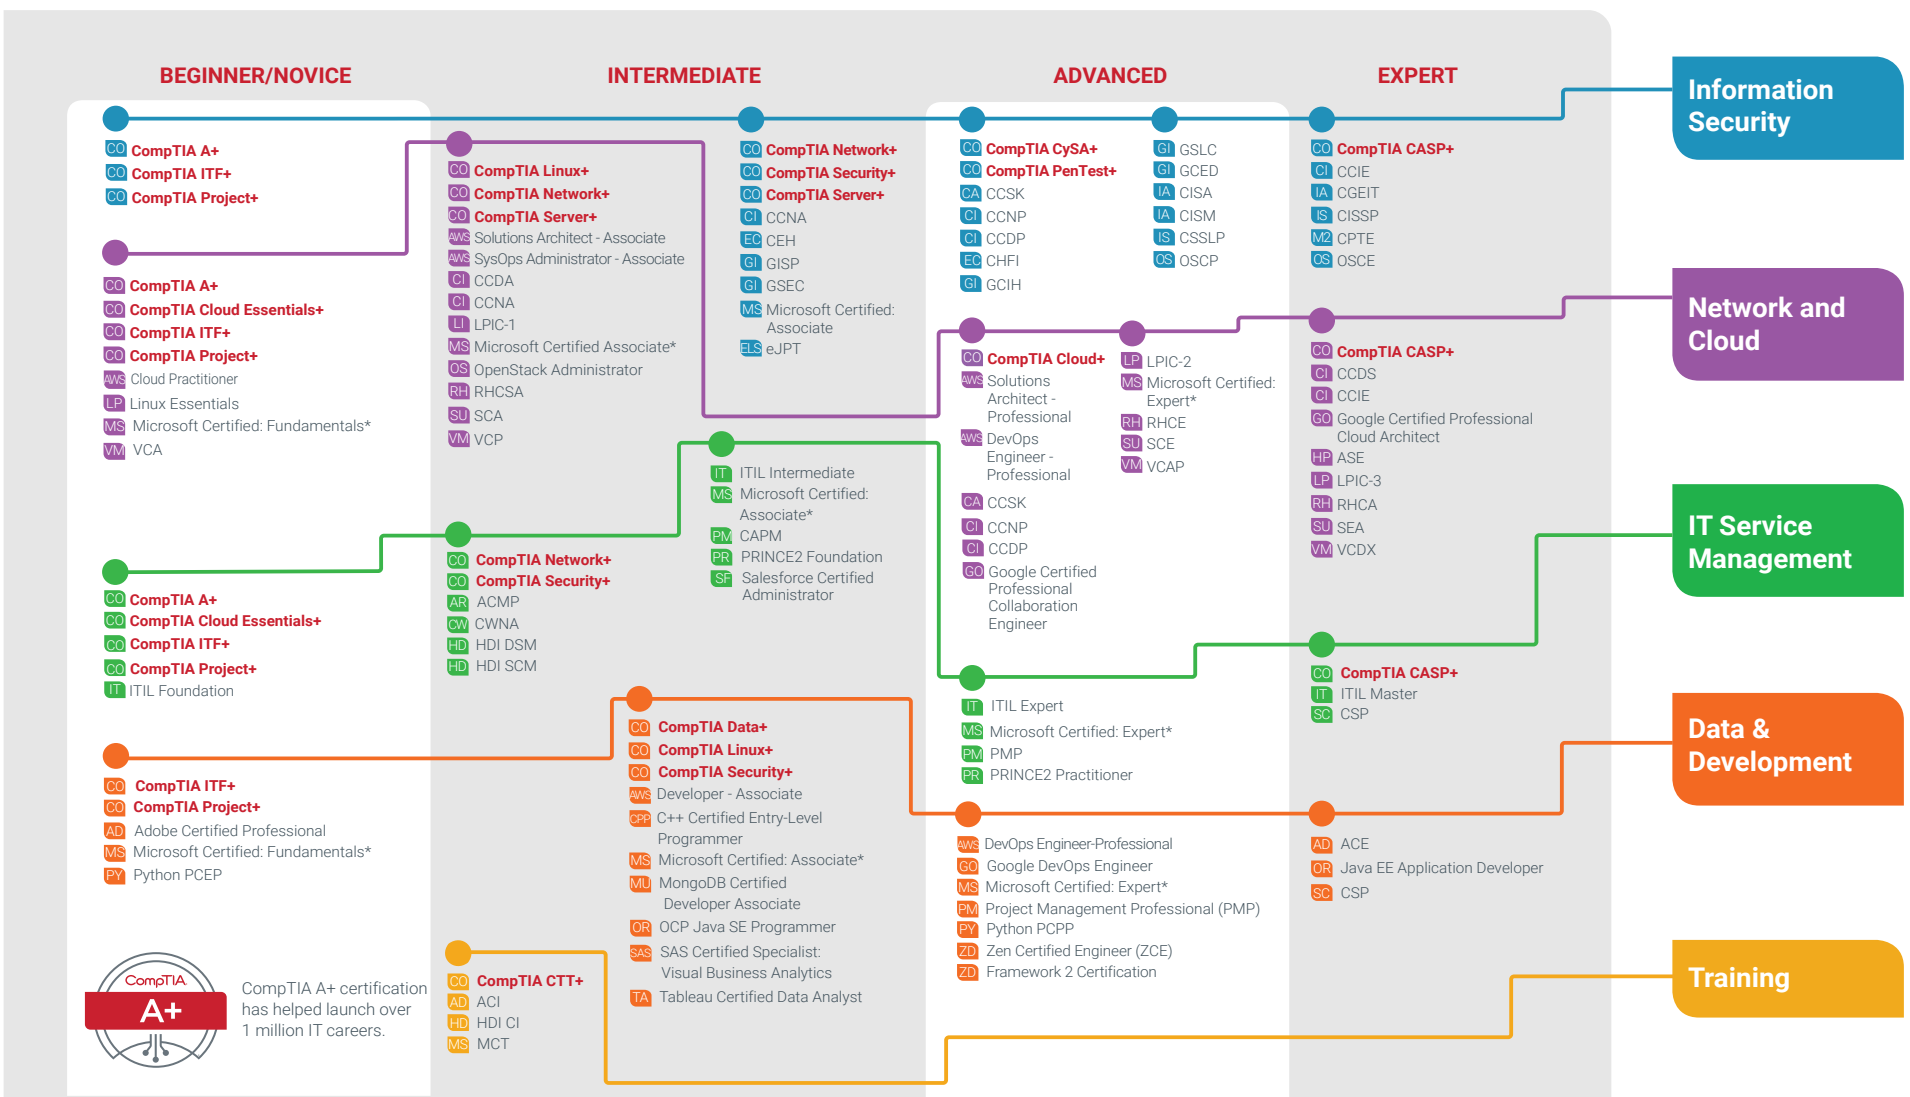 BEGINNER/NOVICE
INTERMEDIATE
ADVANCED
EXPERT
CO CompTIA A+
CO CompTIA ITF+
CO CompTIA Project+
CO CompTIA A+
CO CompTIA Cloud Essentials+
CO CompTIA ITF+
CO CompTIA Project+
AWS Cloud Practitioner
LP Linux Essentials
MS Microsoft Certified: Fundamentals*
VM VCA
CO CompTIA A+
CO CompTIA Cloud Essentials+
CO CompTIA ITF+
CO CompTIA Project+
IT ITIL Foundation
CO CompTIA ITF+
CO CompTIA Project+
AD Adobe Certified Professional
MS Microsoft Certified: Fundamentals*
PY Python PCEP
CompTIA.
A+
CompTIA A+ certification
has helped launch over
1 million IT careers.
CO CompTIA Linux+
CO CompTIA Network+
CO CompTIA Server+
AWS Solutions Architect - Associate
AWS SysOps Administrator - Associate
CI CCDA
CI CCNA
LI LPIC-1
MS Microsoft Certified Associate*
OS OpenStack Administrator
RH RHCSA
SU SCA
VM VCP
CO CompTIA Network+
CO CompTIA Security+
CO CompTIA Server+
CI CCNA
EC CEH
GI GISP
GI GSEC
MS Microsoft Certified:
Associate
ELS eJPT
IT ITIL Intermediate
MS Microsoft Certified:
Associate*
PM CAPM
PR PRINCE2 Foundation
SF Salesforce Certified
Administrator
CO CompTIA Network+
CO CompTIA Security+
AR ACMP
CW CWNA
HD HDI DSM
HD HDI SCM
CO CompTIA Data+
CO CompTIA Linux+
CO CompTIA Security+
AWS Developer - Associate
CPP C++ Certified Entry-Level
Programmer
MS Microsoft Certified: Associate*
MU MongoDB Certified
Developer Associate
OR OCP Java SE Programmer
SAS SAS Certified Specialist:
Visual Business Analytics
TA Tableau Certified Data Analyst
CO CompTIA CTT+
AD ACI
HD HDI CI
MS MCT
CO CompTIA CySA+
CO CompTIA PenTest+
CA CCSK
CI CCNP
CI CCDP
EC CHFI
GI GCIH
GI GSLC
GI GCED
IA CISA
IA CISM
IS CSSLP
OS OSCP
CO CompTIA Cloud+
AWS Solutions
Architect -
Professional
AWS DevOps
Engineer -
Professional
CA CCSK
CI CCNP
CI CCDP
GO Google Certified
Professional
Collaboration
Engineer
LP LPIC-2
MS Microsoft Certified:
Expert*
RH RHCE
SU SCE
VM VCAP
IT ITIL Expert
MS Microsoft Certified: Expert*
PM PMP
PR PRINCE2 Practitioner
AWS DevOps Engineer-Professional
GO Google DevOps Engineer
MS Microsoft Certified: Expert*
PM Project Management Professional (PMP)
PY Python PCPP
ZD Zen Certified Engineer (ZCE)
ZD Framework 2 Certification
CO CompTIA CASP+
CI CCIE
IA CGEIT
IS CISSP
M2 CPTE
OS OSCE
CO CompTIA CASP+
CI CCDS
CI CCIE
GO Google Certified Professional
Cloud Architect
HP ASE
LP LPIC-3
RH RHCA
SU SEA
VM VCDX
CO CompTIA CASP+
IT ITIL Master
SC CSP
AD ACE
OR Java EE Application Developer
SC CSP
Information
Security
Network and
Cloud
IT Service
Management
Data &
Development
Training